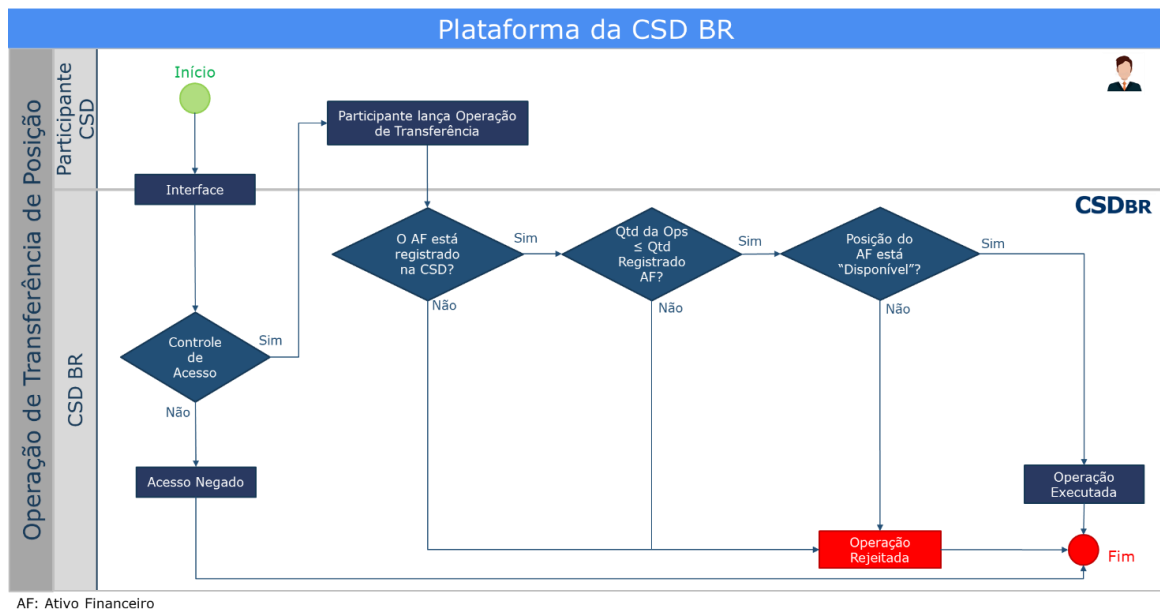 Plataforma da CSD BR
Operação de Transferência de Posição
Participante
CSD
CSD BR
Início
Participante lança Operação
de Transferência
Interface
CSDBR
O AF está
registrado
na CSD?
Sim
Não
Qtd da Ops
≤ Qtd
Registrado
AF?
Sim
Não
Posição do
AF está
“Disponível”?
Sim
Não
Controle
de
Acesso
Sim
Não
Acesso Negado
Operação
Executada
Operação
Rejeitada
Fim
AF: Ativo Financeiro